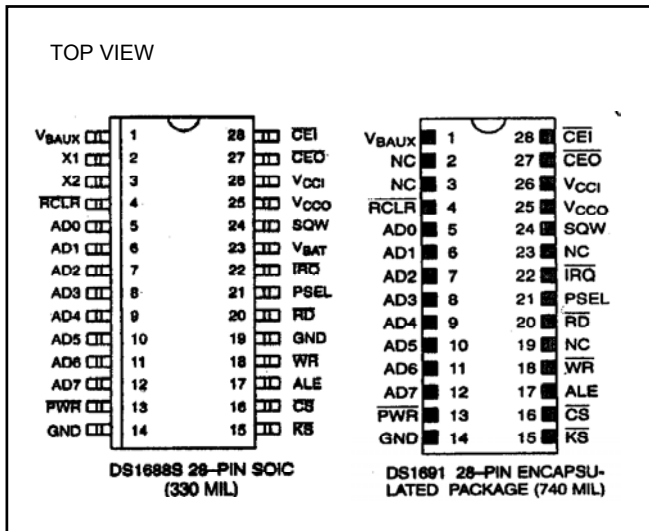 TOP VIEW
VBAUX 1 28 CEI
X1 2 27 CEO
X2 3 26 VCCI
RCLR 4 25 VCCO
AD0 5 24 SQW
AD1 6 23 VBAT
AD2 7 22 IRQ
AD3 8 21 PSEL
AD4 9 20 RD
AD5 10 19 GND
AD6 11 18 WR
AD7 12 17 ALE
PWR 13 16 CS
GND 14 15 KS
DS1688S 28-PIN SOIC
(330 MIL)
VBAUX 1 28 CEI
NC 2 27 CEO
NC 3 26 VCCI
RCLR 4 25 VCCO
AD0 5 24 SQW
AD1 6 23 NC
AD2 7 22 IRQ
AD3 8 21 PSEL
AD4 9 20 RD
AD5 10 19 NC
AD6 11 18 WR
AD7 12 17 ALE
PWR 13 16 CS
GND 14 15 KS
DS1691 28-PIN ENCAPSU-
LATED PACKAGE (740 MIL)